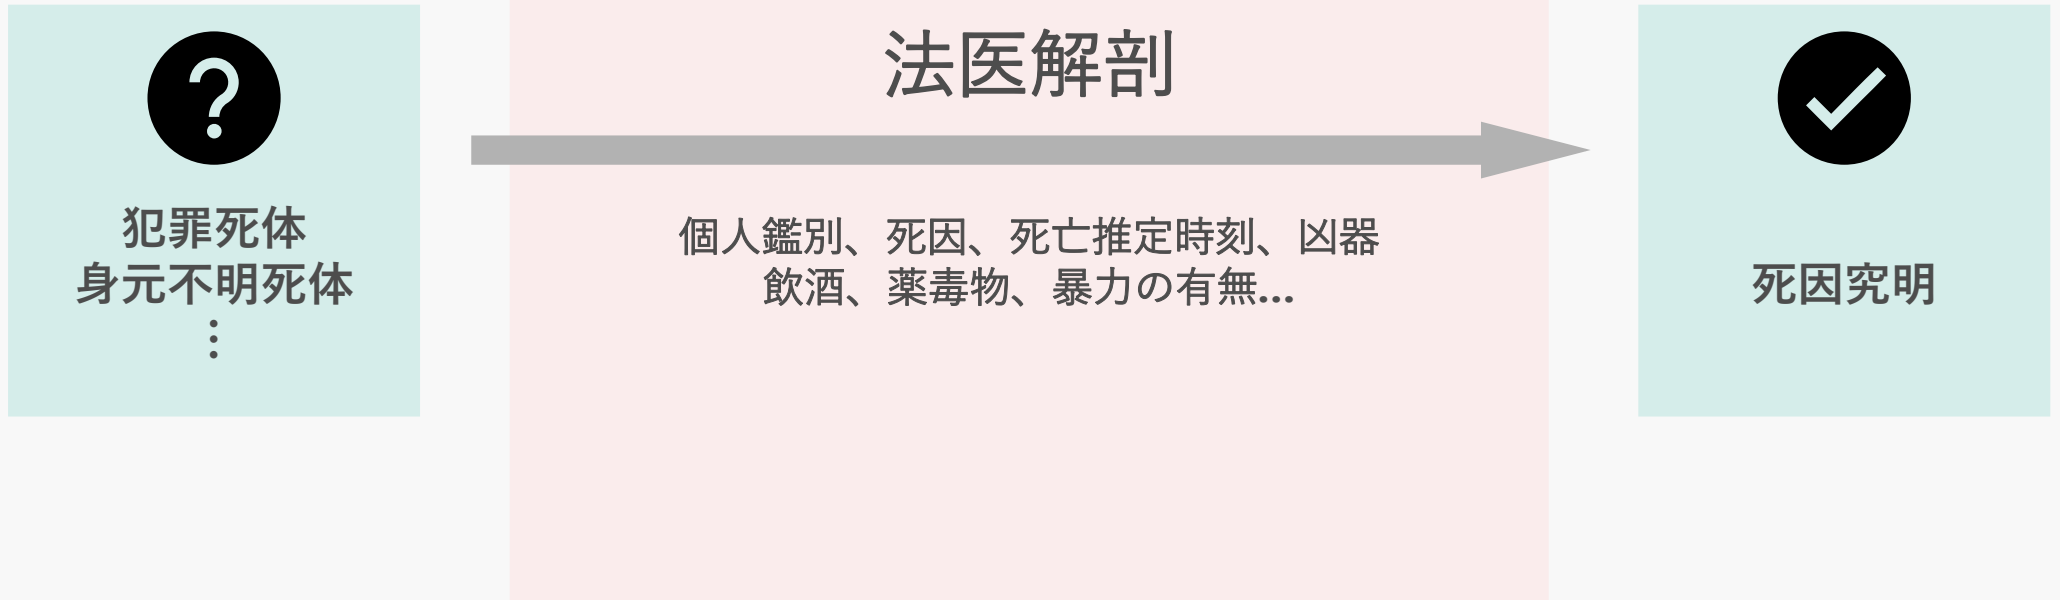 犯罪死体
身元不明死体
⋮
法医解剖
個人鑑別、死因、死亡推定時刻、凶器
飲酒、薬毒物、暴力の有無...
死因究明